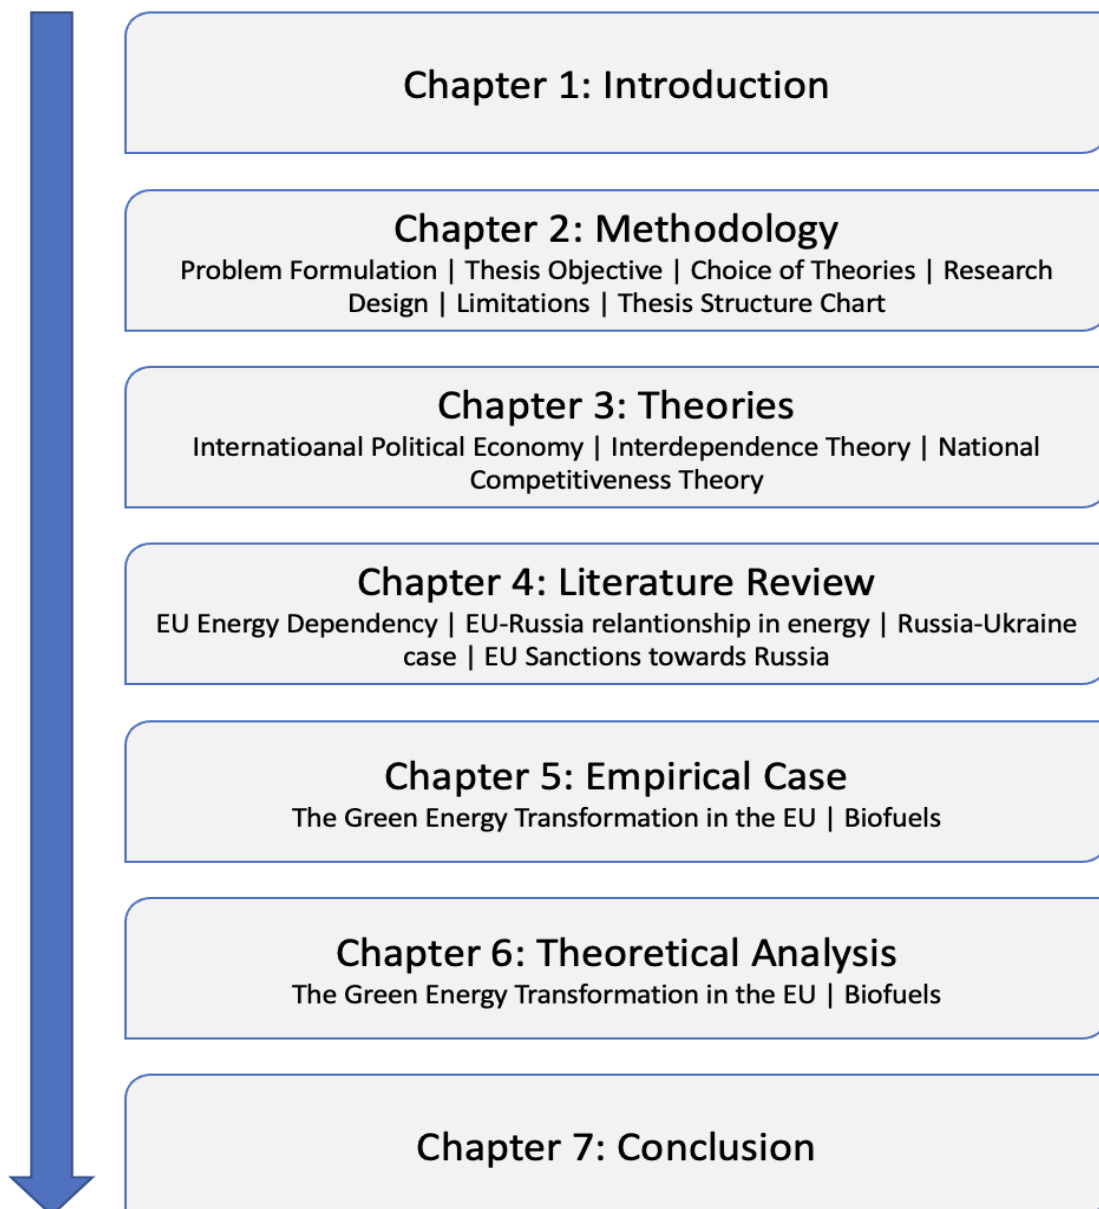 Chapter 1: Introduction
Chapter 2: Methodology
Problem Formulation | Thesis Objective | Choice of Theories | Research
Design | Limitations | Thesis Structure Chart
Chapter 3: Theories
Internatioanal Political Economy | Interdependence Theory | National
Competitiveness Theory
Chapter 4: Literature Review
EU Energy Dependency | EU-Russia relantionship in energy | Russia-Ukraine
case | EU Sanctions towards Russia
Chapter 5: Empirical Case
The Green Energy Transformation in the EU | Biofuels
Chapter 6: Theoretical Analysis
The Green Energy Transformation in the EU | Biofuels
Chapter 7: Conclusion